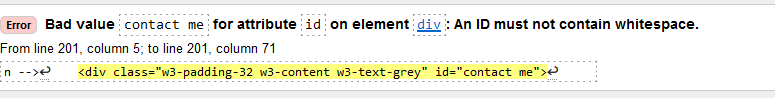 Error Bad value contact me for attribute id on element div: An ID must not contain whitespace.
From line 201, column 5; to line 201, column 71
n -->↩ <div class="w3-padding-32 w3-content w3-text-grey" id="contact me">↩